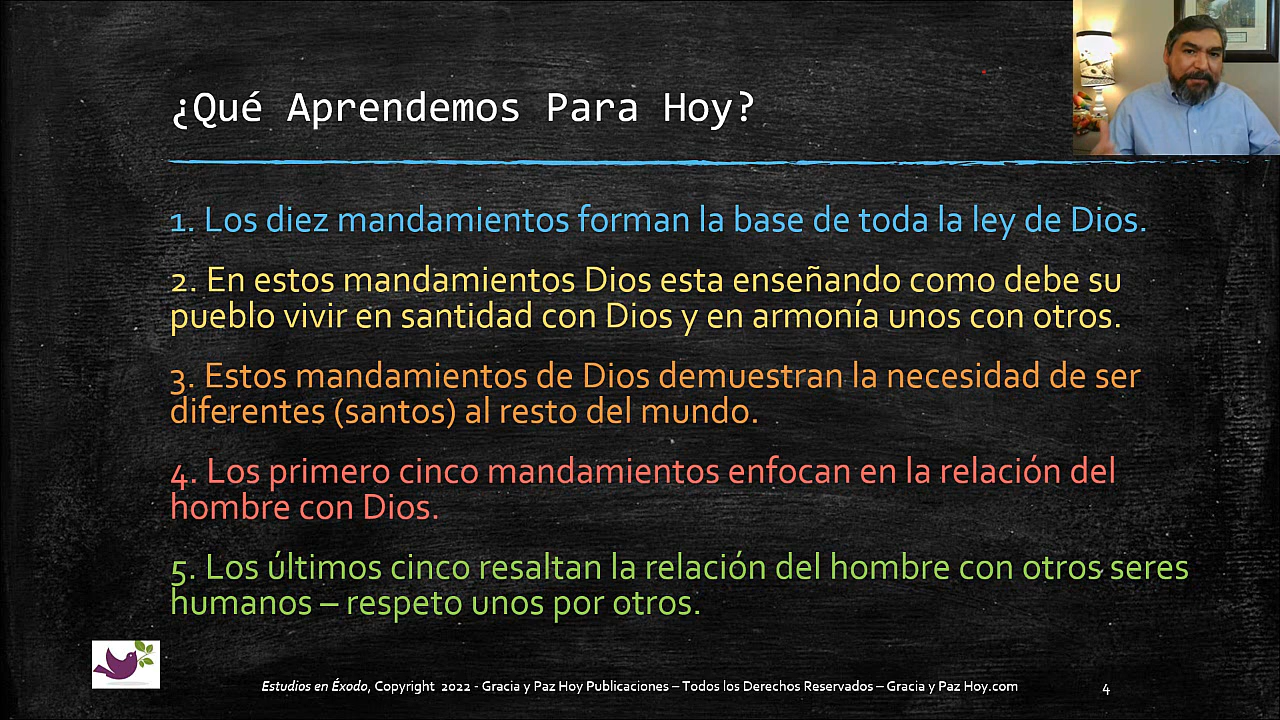 ¿Qué Aprendemos Para Hoy?
1. Los diez mandamientos forman la base de toda la ley de Dios.
2. En estos mandamientos Dios esta enseñando como debe su
pueblo vivir en santidad con Dios y en armonía unos con otros.
3. Estos mandamientos de Dios demuestran la necesidad de ser
diferentes (santos) al resto del mundo.
4. Los primero cinco mandamientos enfocan en la relación del
hombre con Dios.
5. Los últimos cinco resaltan la relación del hombre con otros seres
humanos – respeto unos por otros.
Estudios en Éxodo, Copyright 2022 - Gracia y Paz Hoy Publicaciones – Todos los Derechos Reservados – Gracia y Paz Hoy.com
4